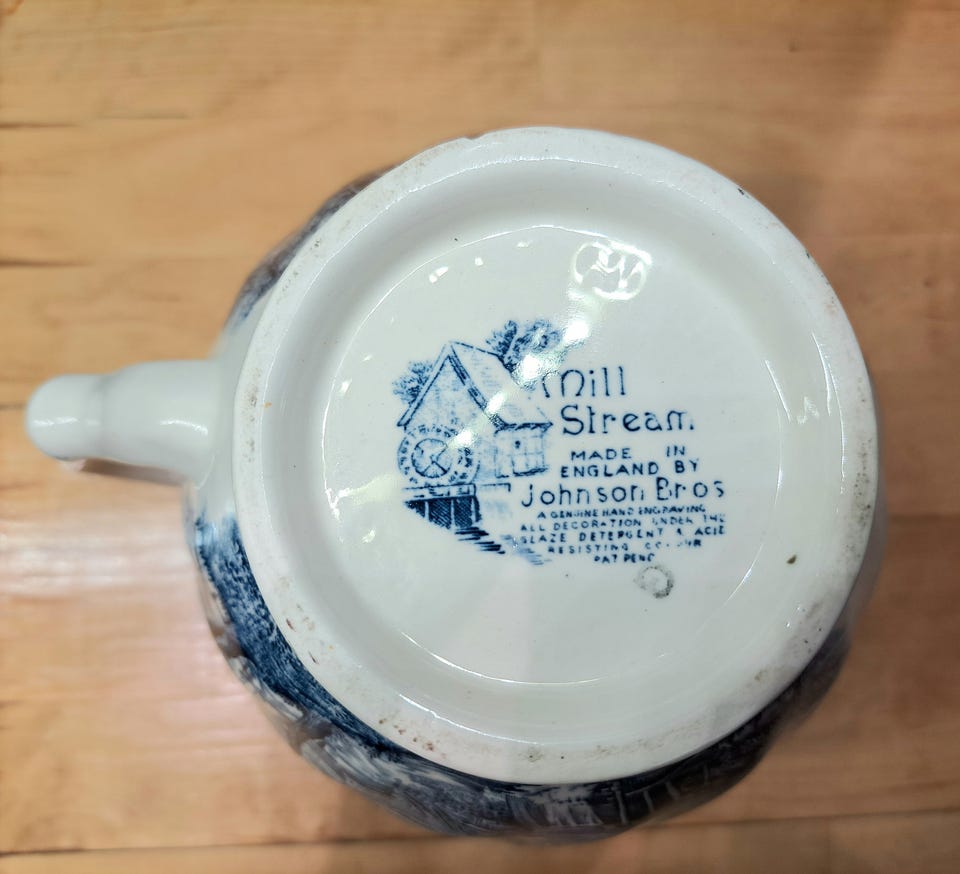 Mill
Stream
MADE IN
ENGLAND BY
Johnson Bros
A GENUINE HAND ENGRAVING
ALL DECORATION UNDER THE
GLAZE DETERGENT & ACID
RESISTING COLOUR
PAT PEND